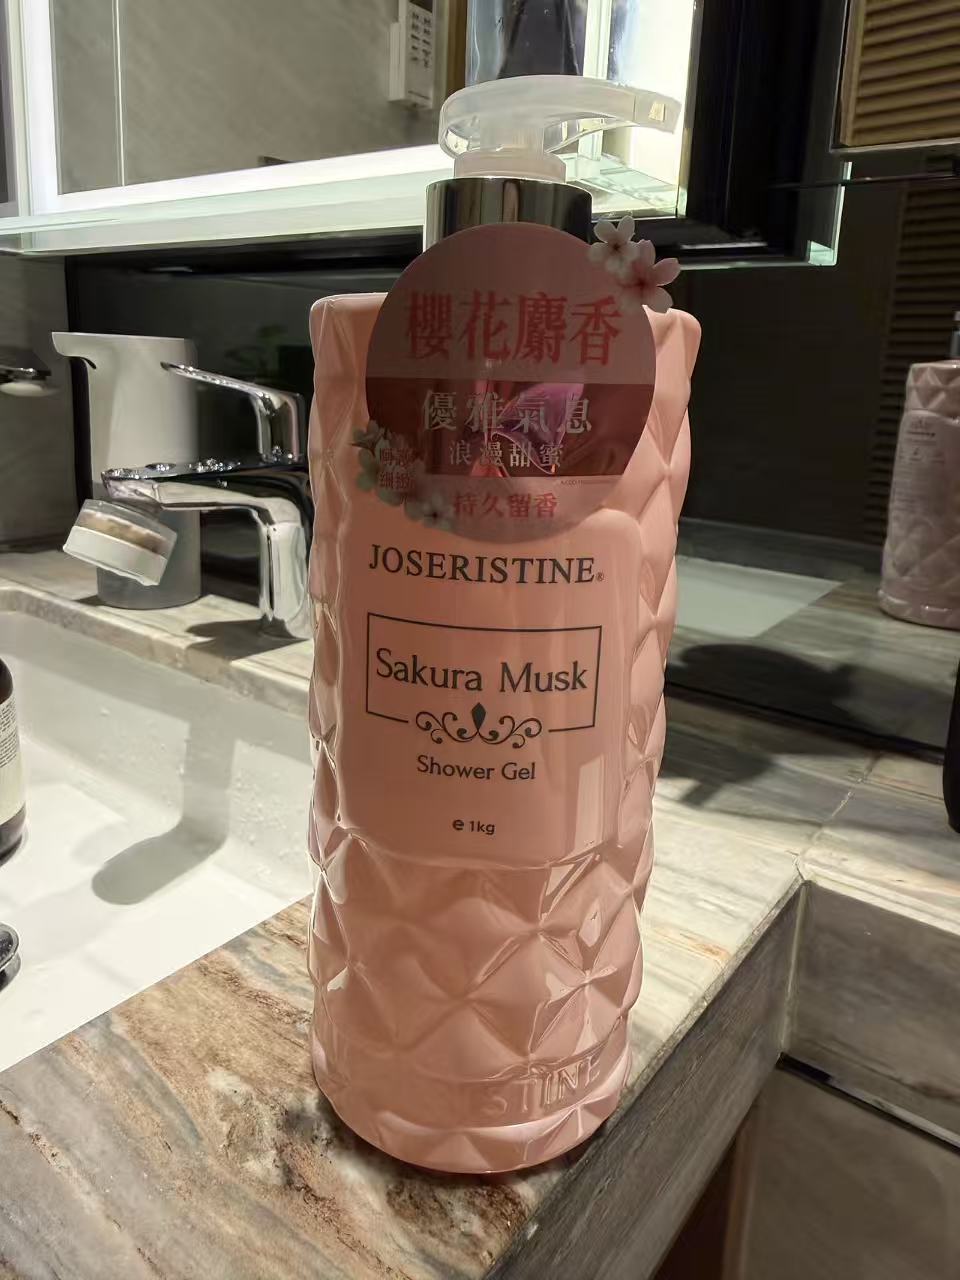 櫻花麝香
優雅氣息
浪漫甜蜜
持久留香
JOSERISTINE®
Sakura Musk
Shower Gel
e 1kg
STINE